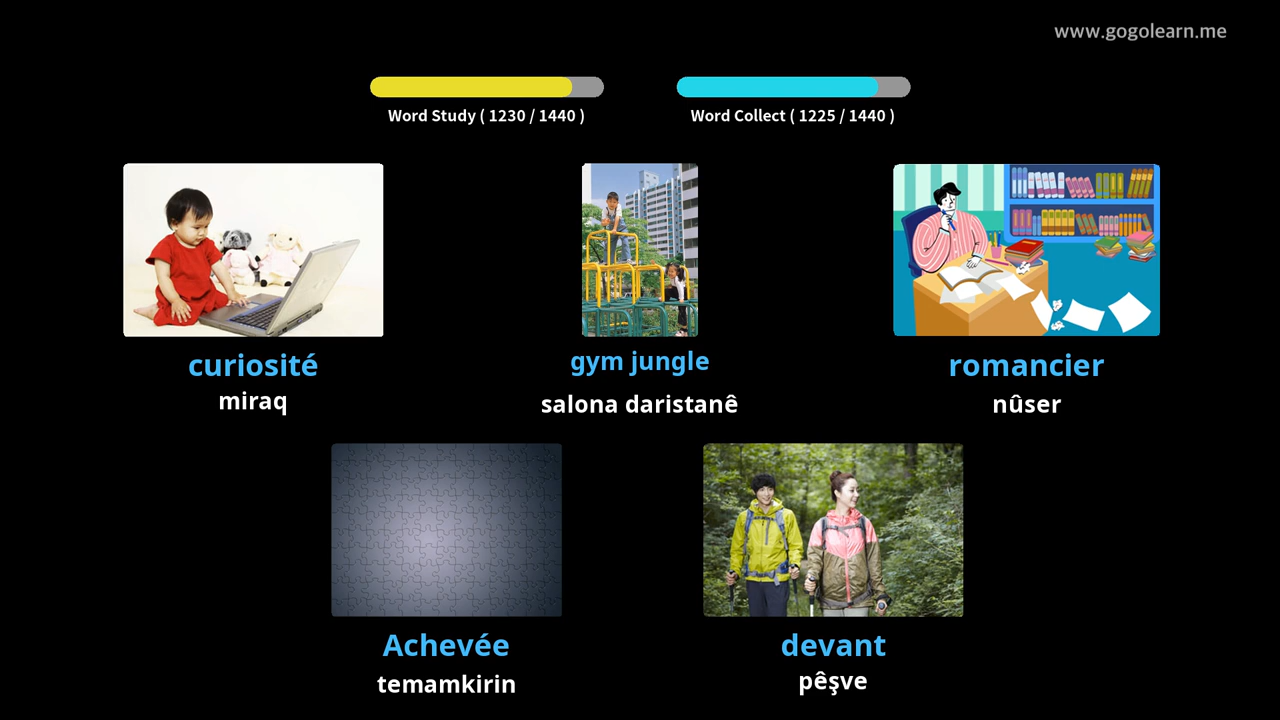 www.gogolearn.me
Word Study ( 1230 / 1440 )
Word Collect ( 1225 / 1440 )
curiosité
miraq
gym jungle
salona daristanê
romancier
nûser
Achevée
temamkirin
devant
pêşve